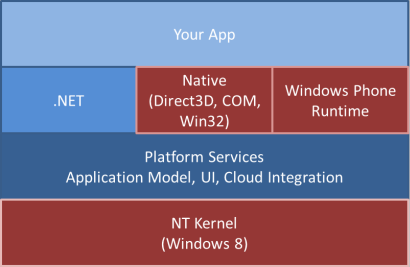 Your App
.NET
Native
(Direct3D, COM,
Win32)
Windows Phone
Runtime
Platform Services
Application Model, UI, Cloud Integration
NT Kernel
(Windows 8)